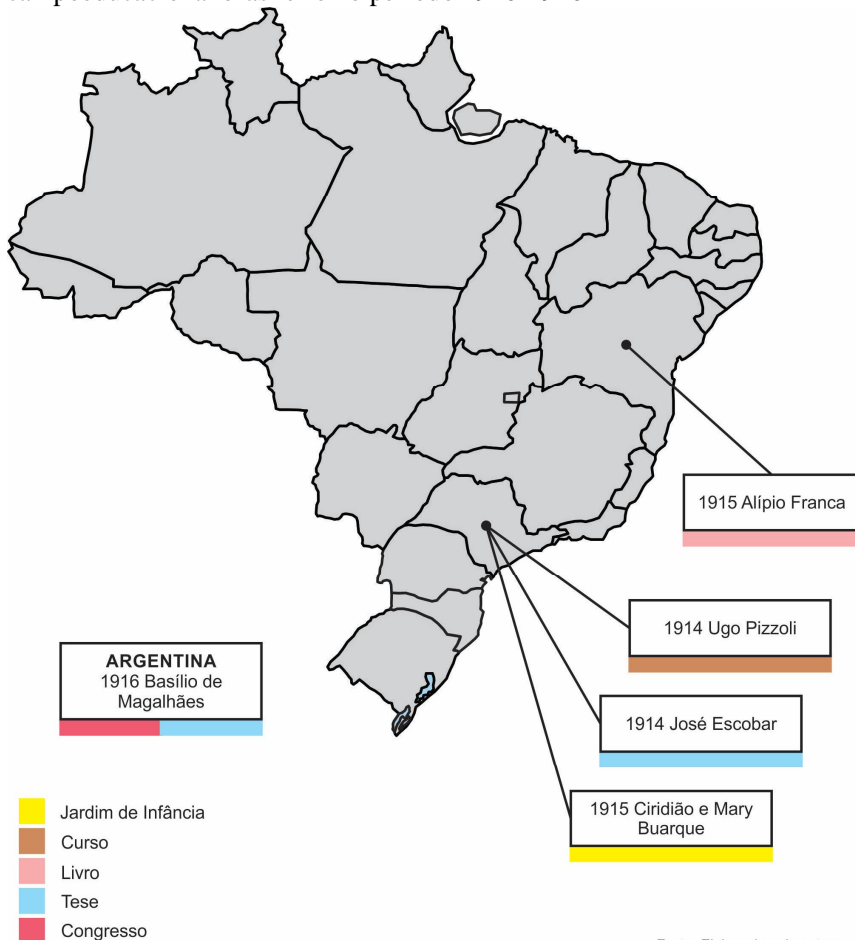 1915 Alípio Franca
1914 Ugo Pizzoli
ARGENTINA
1916 Basílio de
Magalhães
1914 José Escobar
1915 Ciridião e Mary
Buarque
Jardim de Infância
Curso
Livro
Tese
Congresso